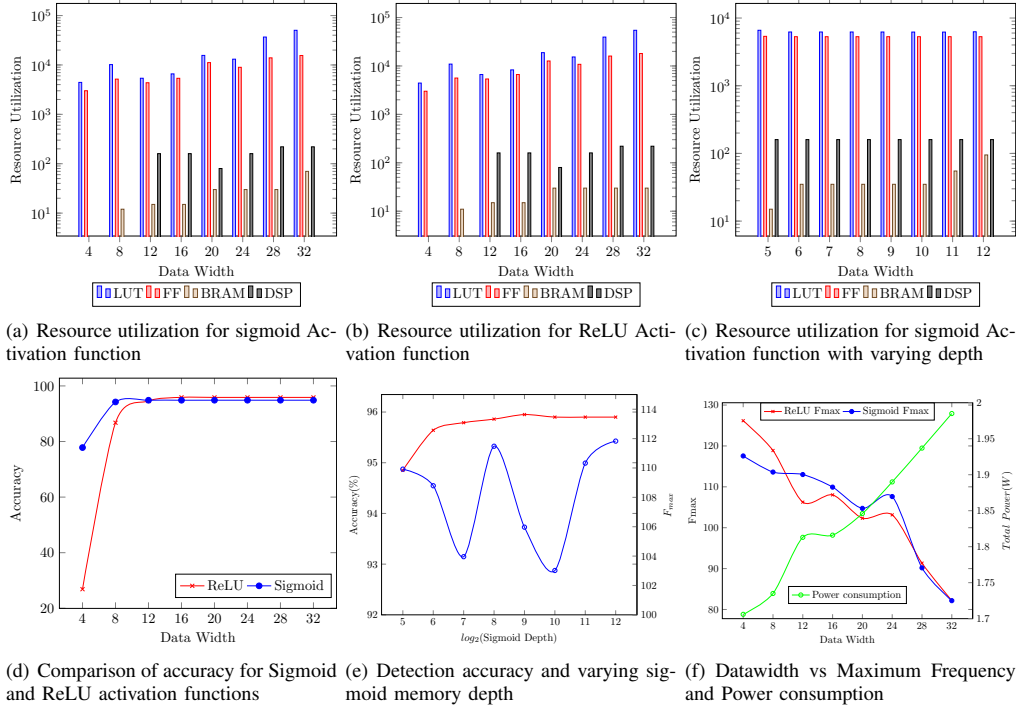 10^5
10^4
10^3
10^2
10^1
Resource Utilization
4 8 12 16 20 24 28 32
Data Width
LUT FF BRAM DSP
(a) Resource utilization for sigmoid Ac-
tivation function
10^5
10^4
10^3
10^2
10^1
Resource Utilization
4 8 12 16 20 24 28 32
Data Width
LUT FF BRAM DSP
(b) Resource utilization for ReLU Acti-
vation function
10^4
10^3
10^2
10^1
Resource Utilization
5 6 7 8 9 10 11 12
Data Width
LUT FF BRAM DSP
(c) Resource utilization for sigmoid Ac-
tivation function with varying depth
100
80
60
40
20
Accuracy
4 8 12 16 20 24 28 32
Data Width
ReLU Sigmoid
(d) Comparison of accuracy for Sigmoid
and ReLU activation functions
96
95
94
93
92
Accuracy(%)
114
112
110
108
106
104
102
100
F_max
5 6 7 8 9 10 11 12
log_2(Sigmoid Depth)
(e) Detection accuracy and varying sig-
moid memory depth
130
120
110
100
90
80
Fmax
ReLU Fmax Sigmoid Fmax
Power consumption
2
1.95
1.9
1.85
1.8
1.75
1.7
Total Power(W)
4 8 12 16 20 24 28 32
Data Width
(f) Datawidth vs Maximum Frequency
and Power consumption